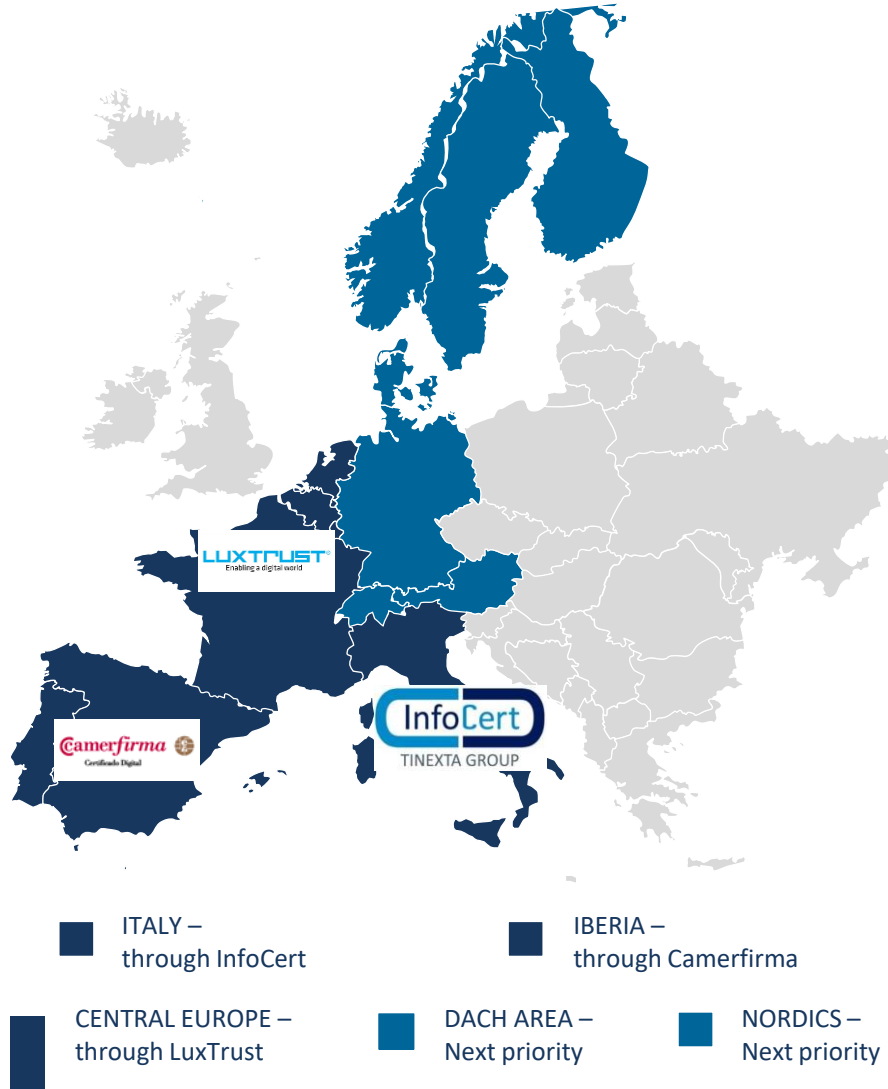 LUXTRUST®
Enabling a digital world
InfoCert
TINEXTA GROUP
Camerfirma
Certificado Digital
ITALY –
through InfoCert
IBERIA –
through Camerfirma
CENTRAL EUROPE –
through LuxTrust
DACH AREA –
Next priority
NORDICS –
Next priority